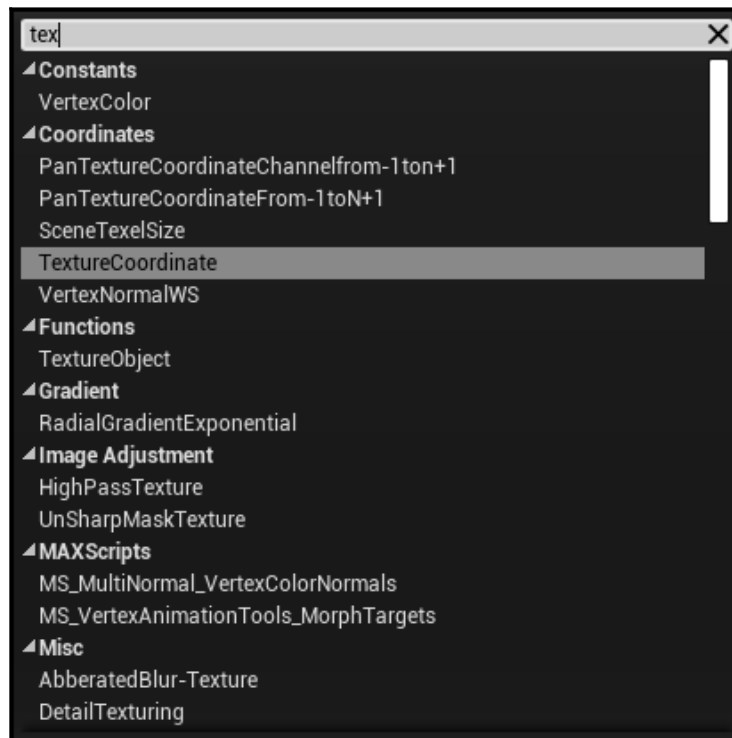 tex
Constants
VertexColor
Coordinates
PanTextureCoordinateChannelfrom-1ton+1
PanTextureCoordinateFrom-1toN+1
SceneTexelSize
TextureCoordinate
VertexNormalWS
Functions
TextureObject
Gradient
RadialGradientExponential
Image Adjustment
HighPassTexture
UnSharpMaskTexture
MAXScripts
MS_MultiNormal_VertexColorNormals
MS_VertexAnimationTools_MorphTargets
Misc
AbberatedBlur-Texture
DetailTexturing